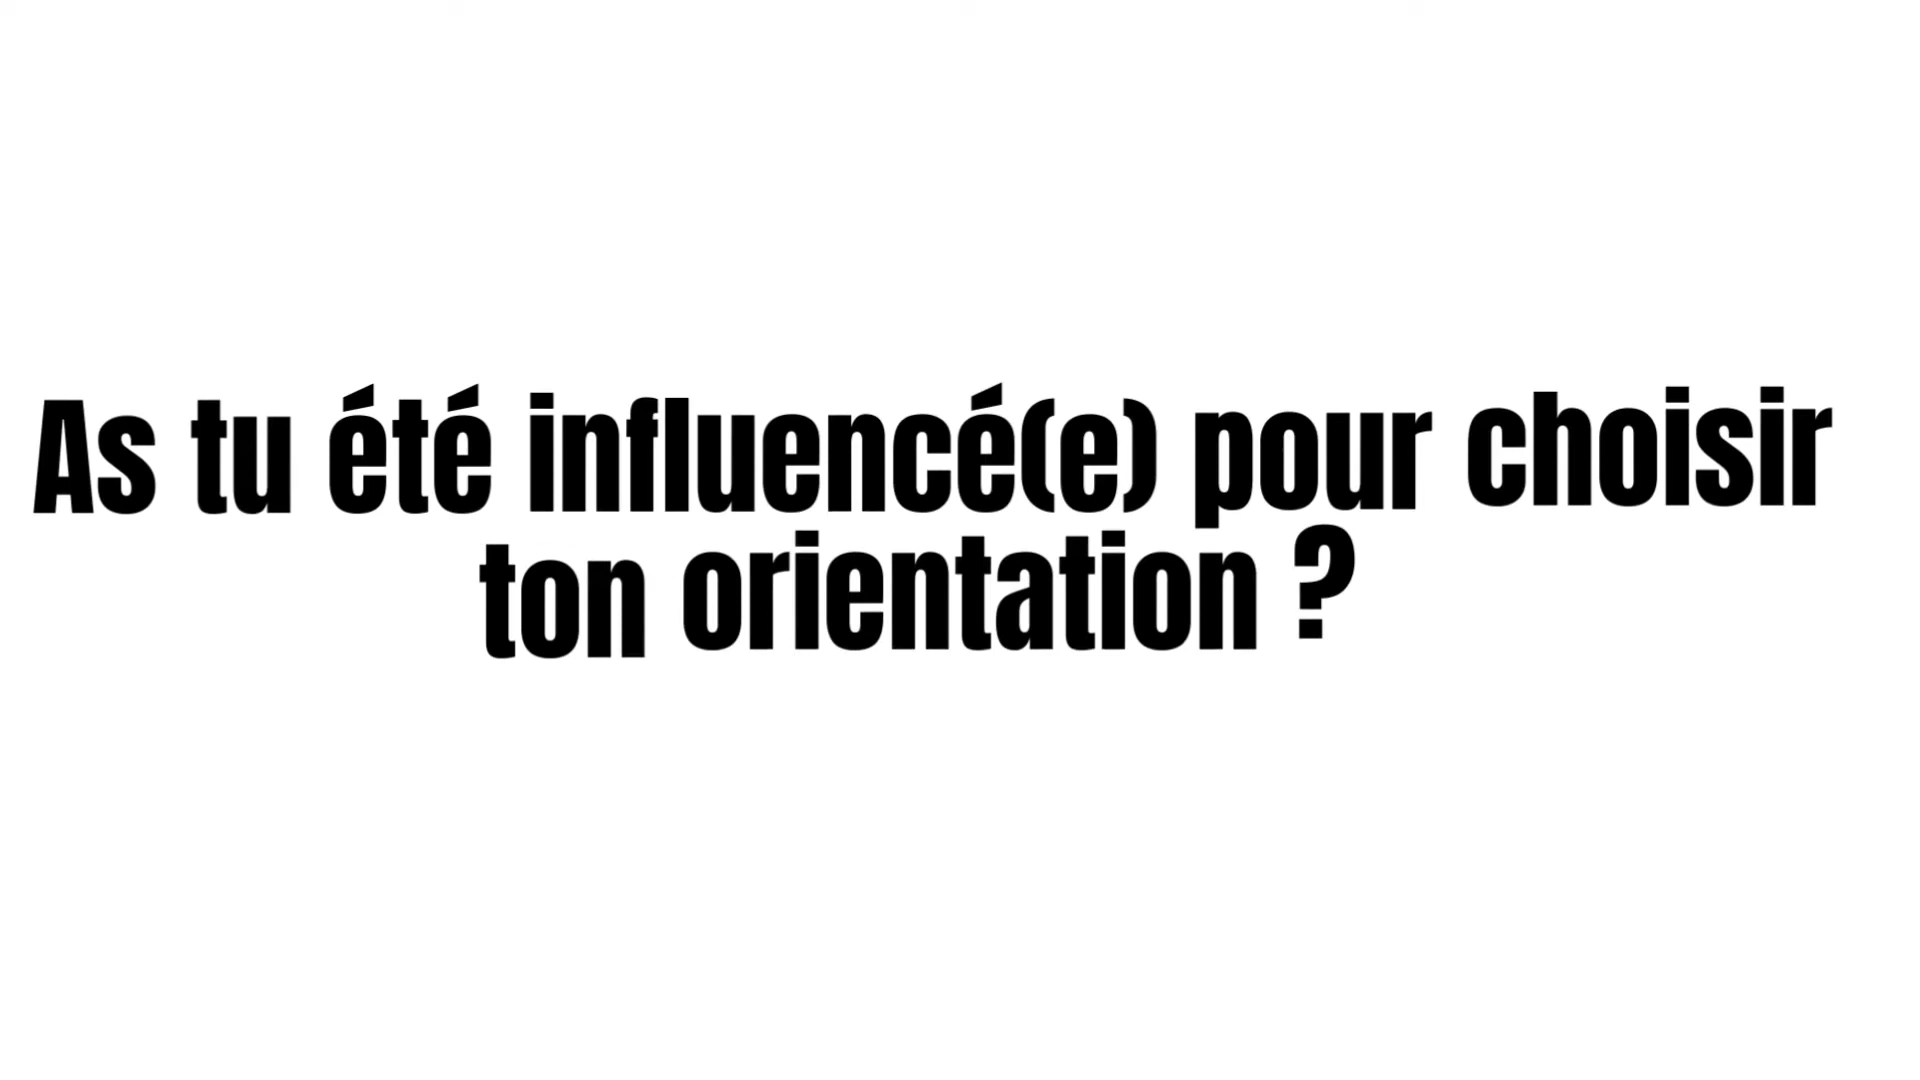 As tu été influencé(e) pour choisir
ton orientation ?